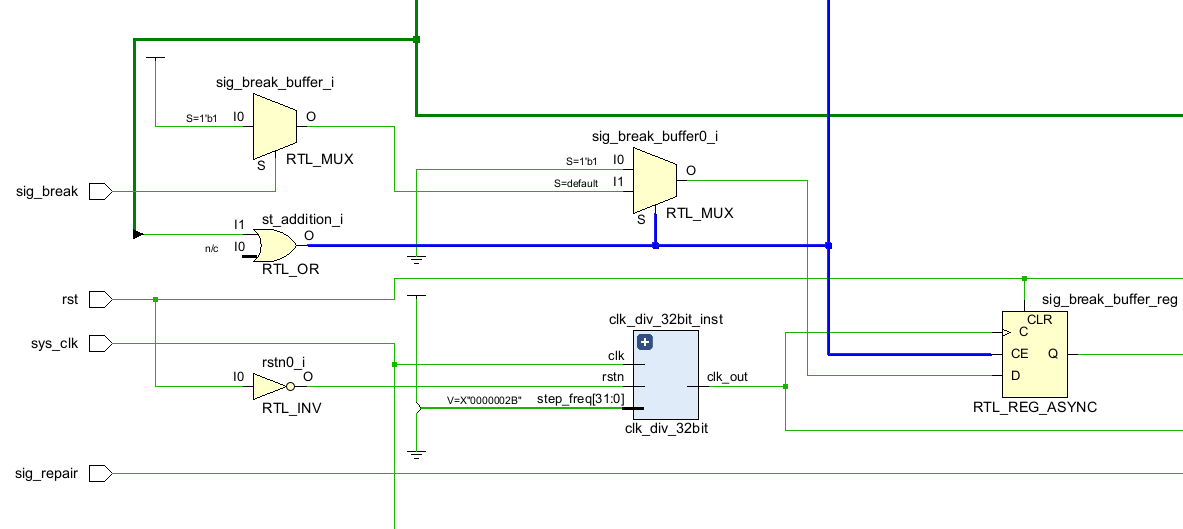 sig_break_buffer_i
S=1'b1
I0
O
S
RTL_MUX
sig_break
sig_break_buffer0_i
S=1'b1
I0
S=default
I1
O
S
RTL_MUX
st_addition_i
I1
n/c
I0
O
RTL_OR
rst
sys_clk
rstn0_i
I0
O
RTL_INV
clk_div_32bit_inst
clk
rstn
V=X"0000002B"
step_freq[31:0]
clk_out
clk_div_32bit
sig_break_buffer_reg
CLR
C
CE
Q
D
RTL_REG_ASYNC
sig_repair